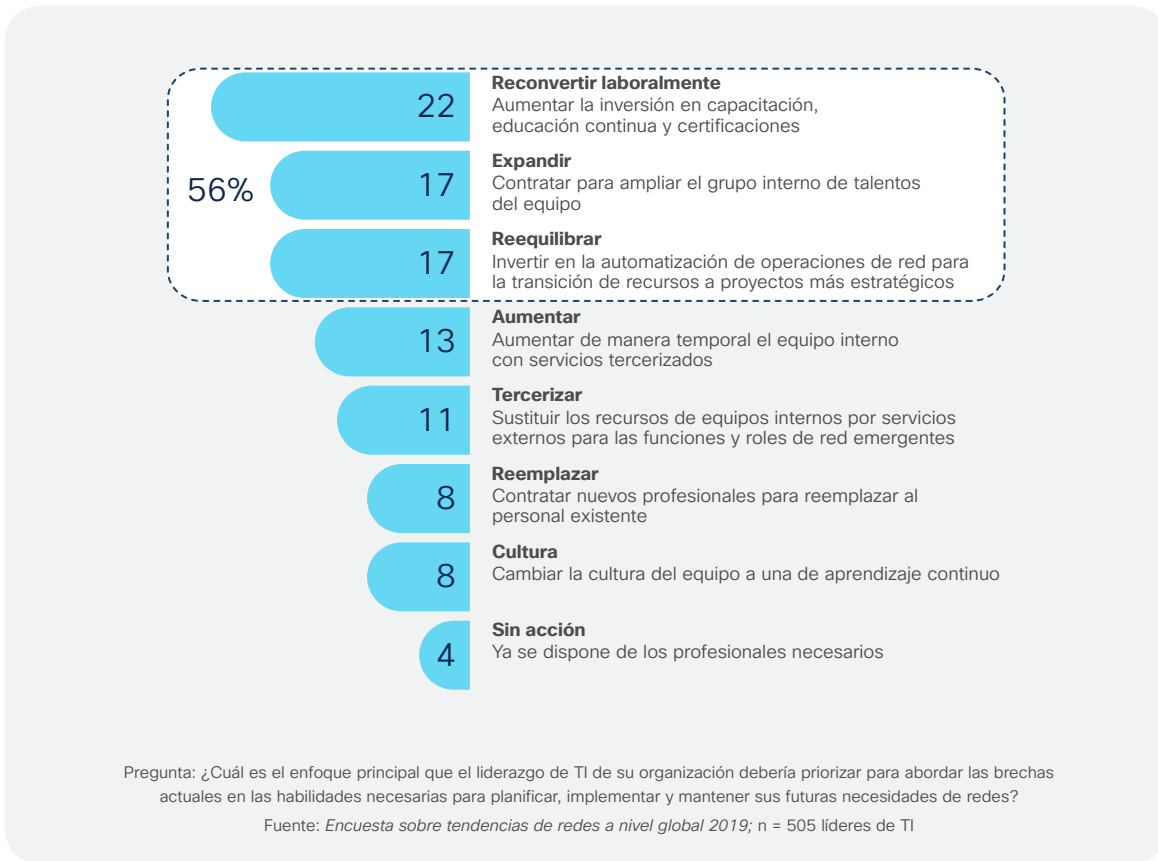 22
Reconvertir laboralmente
Aumentar la inversión en capacitación,
educación continua y certificaciones
56%
17
Expandir
Contratar para ampliar el grupo interno de talentos
del equipo
17
Reequilibrar
Invertir en la automatización de operaciones de red para
la transición de recursos a proyectos más estratégicos
13
Aumentar
Aumentar de manera temporal el equipo interno
con servicios tercerizados
11
Tercerizar
Sustituir los recursos de equipos internos por servicios
externos para las funciones y roles de red emergentes
8
Reemplazar
Contratar nuevos profesionales para reemplazar al
personal existente
8
Cultura
Cambiar la cultura del equipo a una de aprendizaje continuo
4
Sin acción
Ya se dispone de los profesionales necesarios
Pregunta: ¿Cuál es el enfoque principal que el liderazgo de TI de su organización debería priorizar para abordar las brechas
actuales en las habilidades necesarias para planificar, implementar y mantener sus futuras necesidades de redes?
Fuente: Encuesta sobre tendencias de redes a nivel global 2019; n = 505 líderes de TI